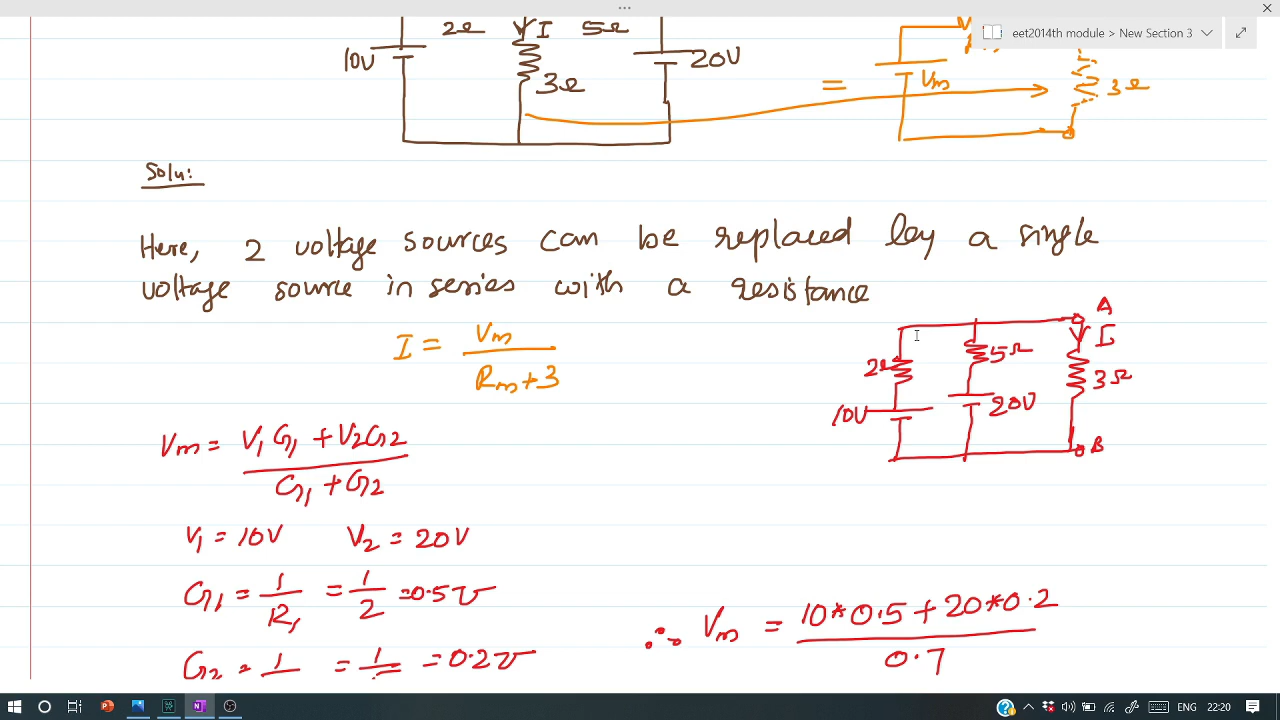 eet2014th module > New Section 3
2Ω I 5Ω
10V 3Ω 20V
= Vm 3Ω
Solu:
Here, 2 voltage sources can be replaced by a single
voltage source in series with a resistance
I = Vm / Rm+3
A
I
2Ω 5Ω 3Ω
10V 20V
B
Vm = V1G1 + V2G2 / G1 + G2
V1 = 10V V2 = 20V
G1 = 1/R1 = 1/2 = 0.5℧
∴ Vm = 10*0.5 + 20*0.2 / 0.7
G2 = 1 = 1 = 0.2℧
ENG 22:20